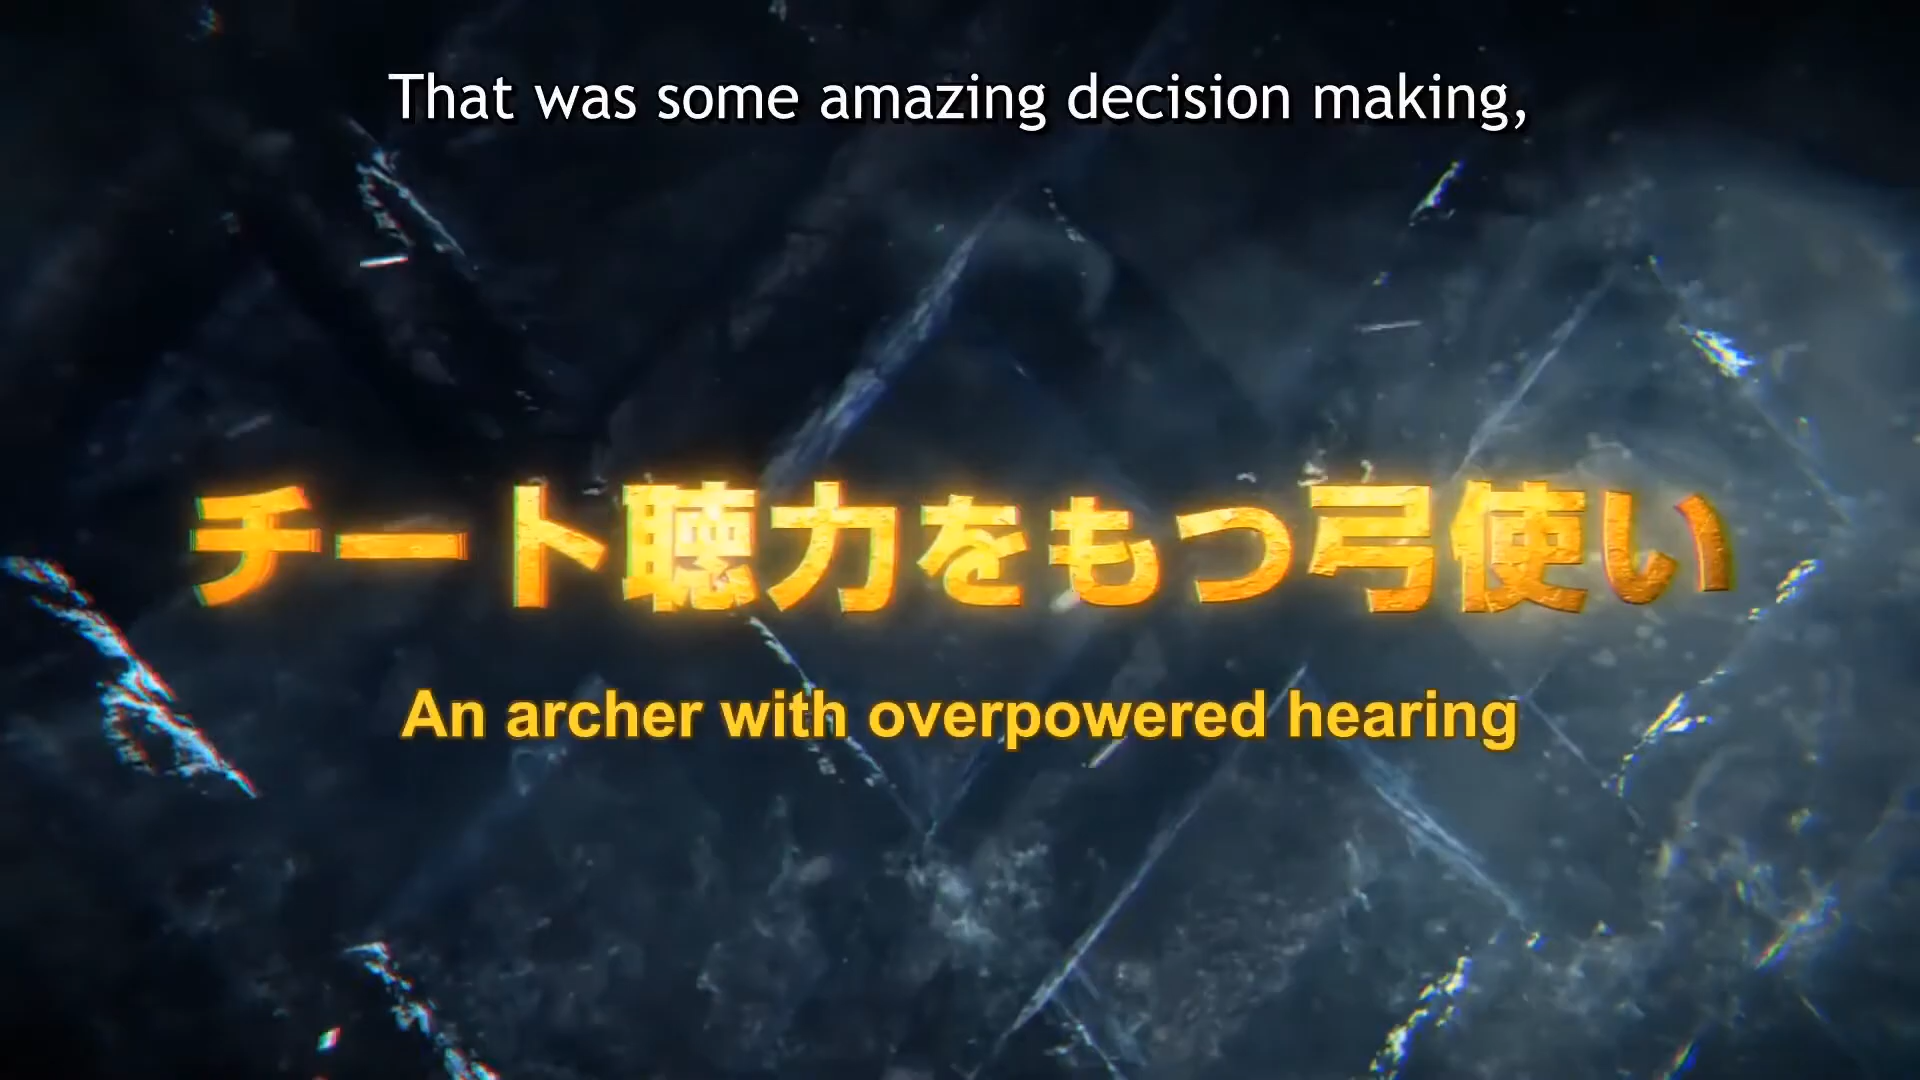 That was some amazing decision making,
チート聴力をもつ弓使い
An archer with overpowered hearing